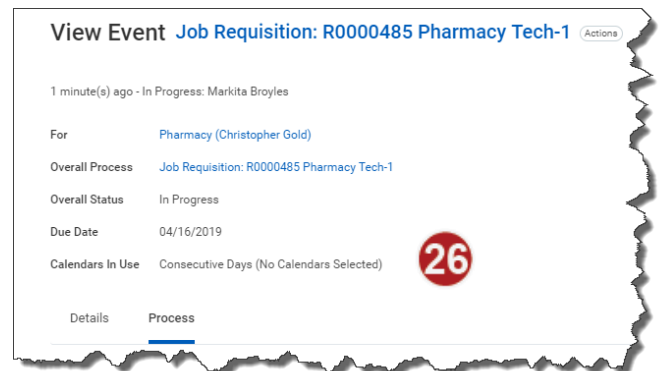 View Event Job Requisition: R0000485 Pharmacy Tech-1 Actions
1 minute(s) ago - In Progress: Markita Broyles
For Pharmacy (Christopher Gold)
Overall Process Job Requisition: R0000485 Pharmacy Tech-1
Overall Status In Progress
Due Date 04/16/2019
Calendars In Use Consecutive Days (No Calendars Selected)
26
Details Process